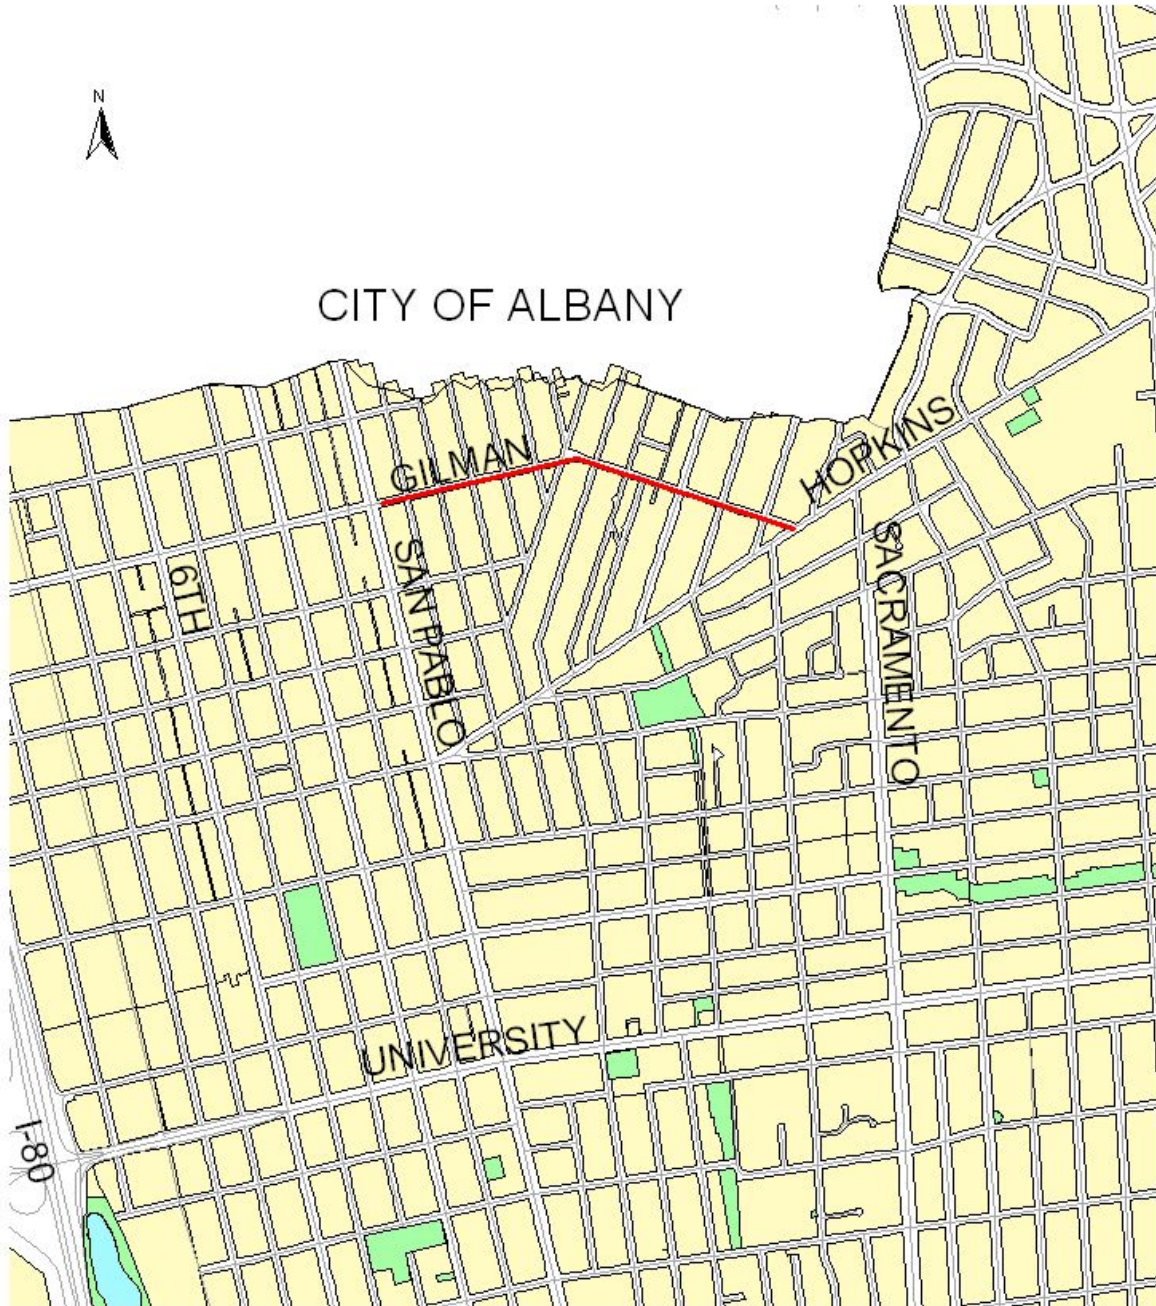 N
CITY OF ALBANY
GILMAN
HOPKINS
6TH
SAN PABLO
SACRAMENTO
UNIVERSITY
I-80